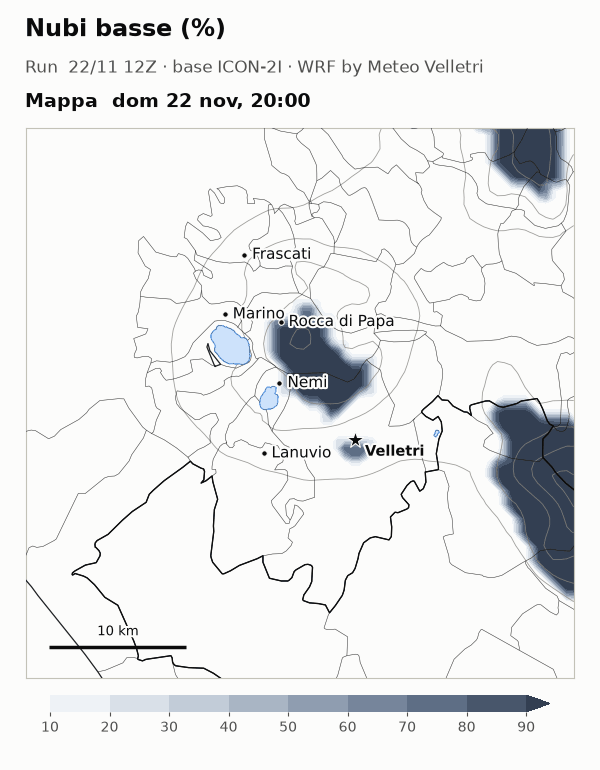 Nubi basse (%)
Run  22/11 12Z · base ICON-2I · WRF by Meteo Velletri
Mappa  dom 22 nov, 20:00
Frascati
Marino
Rocca di Papa
Nemi
Velletri
Lanuvio
10 km
10 20 30 40 50 60 70 80 90